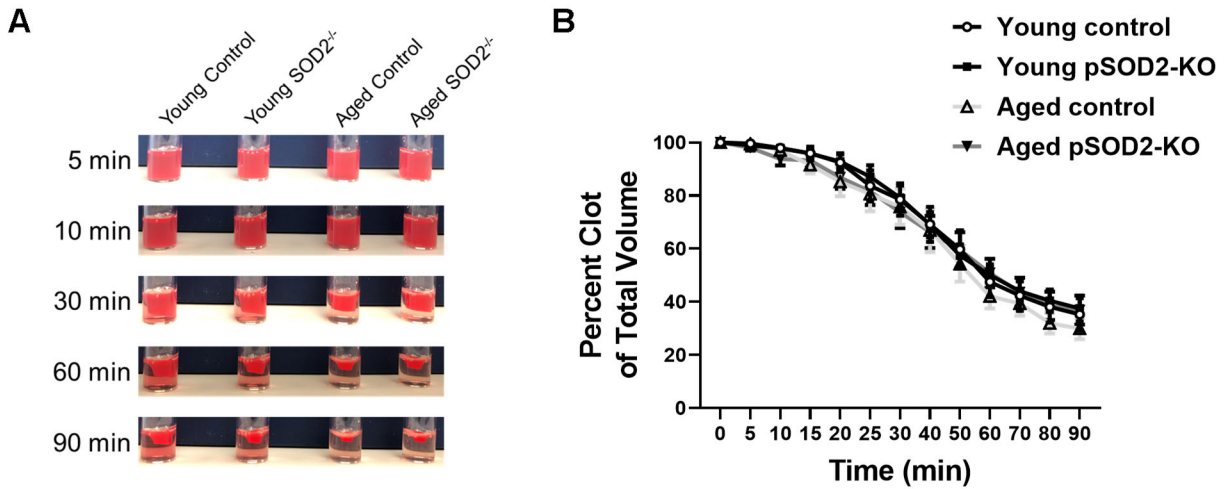 A
Young Control
Young SOD2-/-
Aged Control
Aged SOD2-/-
5 min
10 min
30 min
60 min
90 min
B
Young control
Young pSOD2-KO
Aged control
Aged pSOD2-KO
Percent Clot
of Total Volume
100
80
60
40
20
0
0 5 10 15 20 25 30 40 50 60 70 80 90
Time (min)